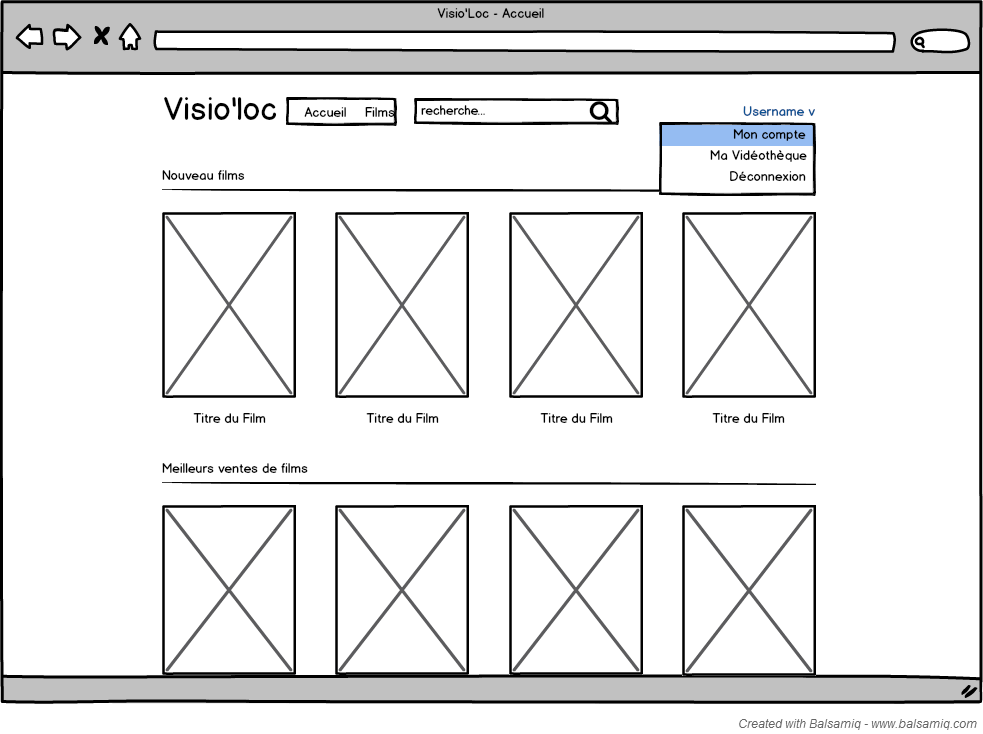 Visio'Loc - Accueil
Visio'loc
Accueil Films
recherche...
Username v
Mon compte
Ma Vidéothèque
Déconnexion
Nouveau films
Titre du Film
Titre du Film
Titre du Film
Titre du Film
Meilleurs ventes de films
Created with Balsamiq - www.balsamiq.com